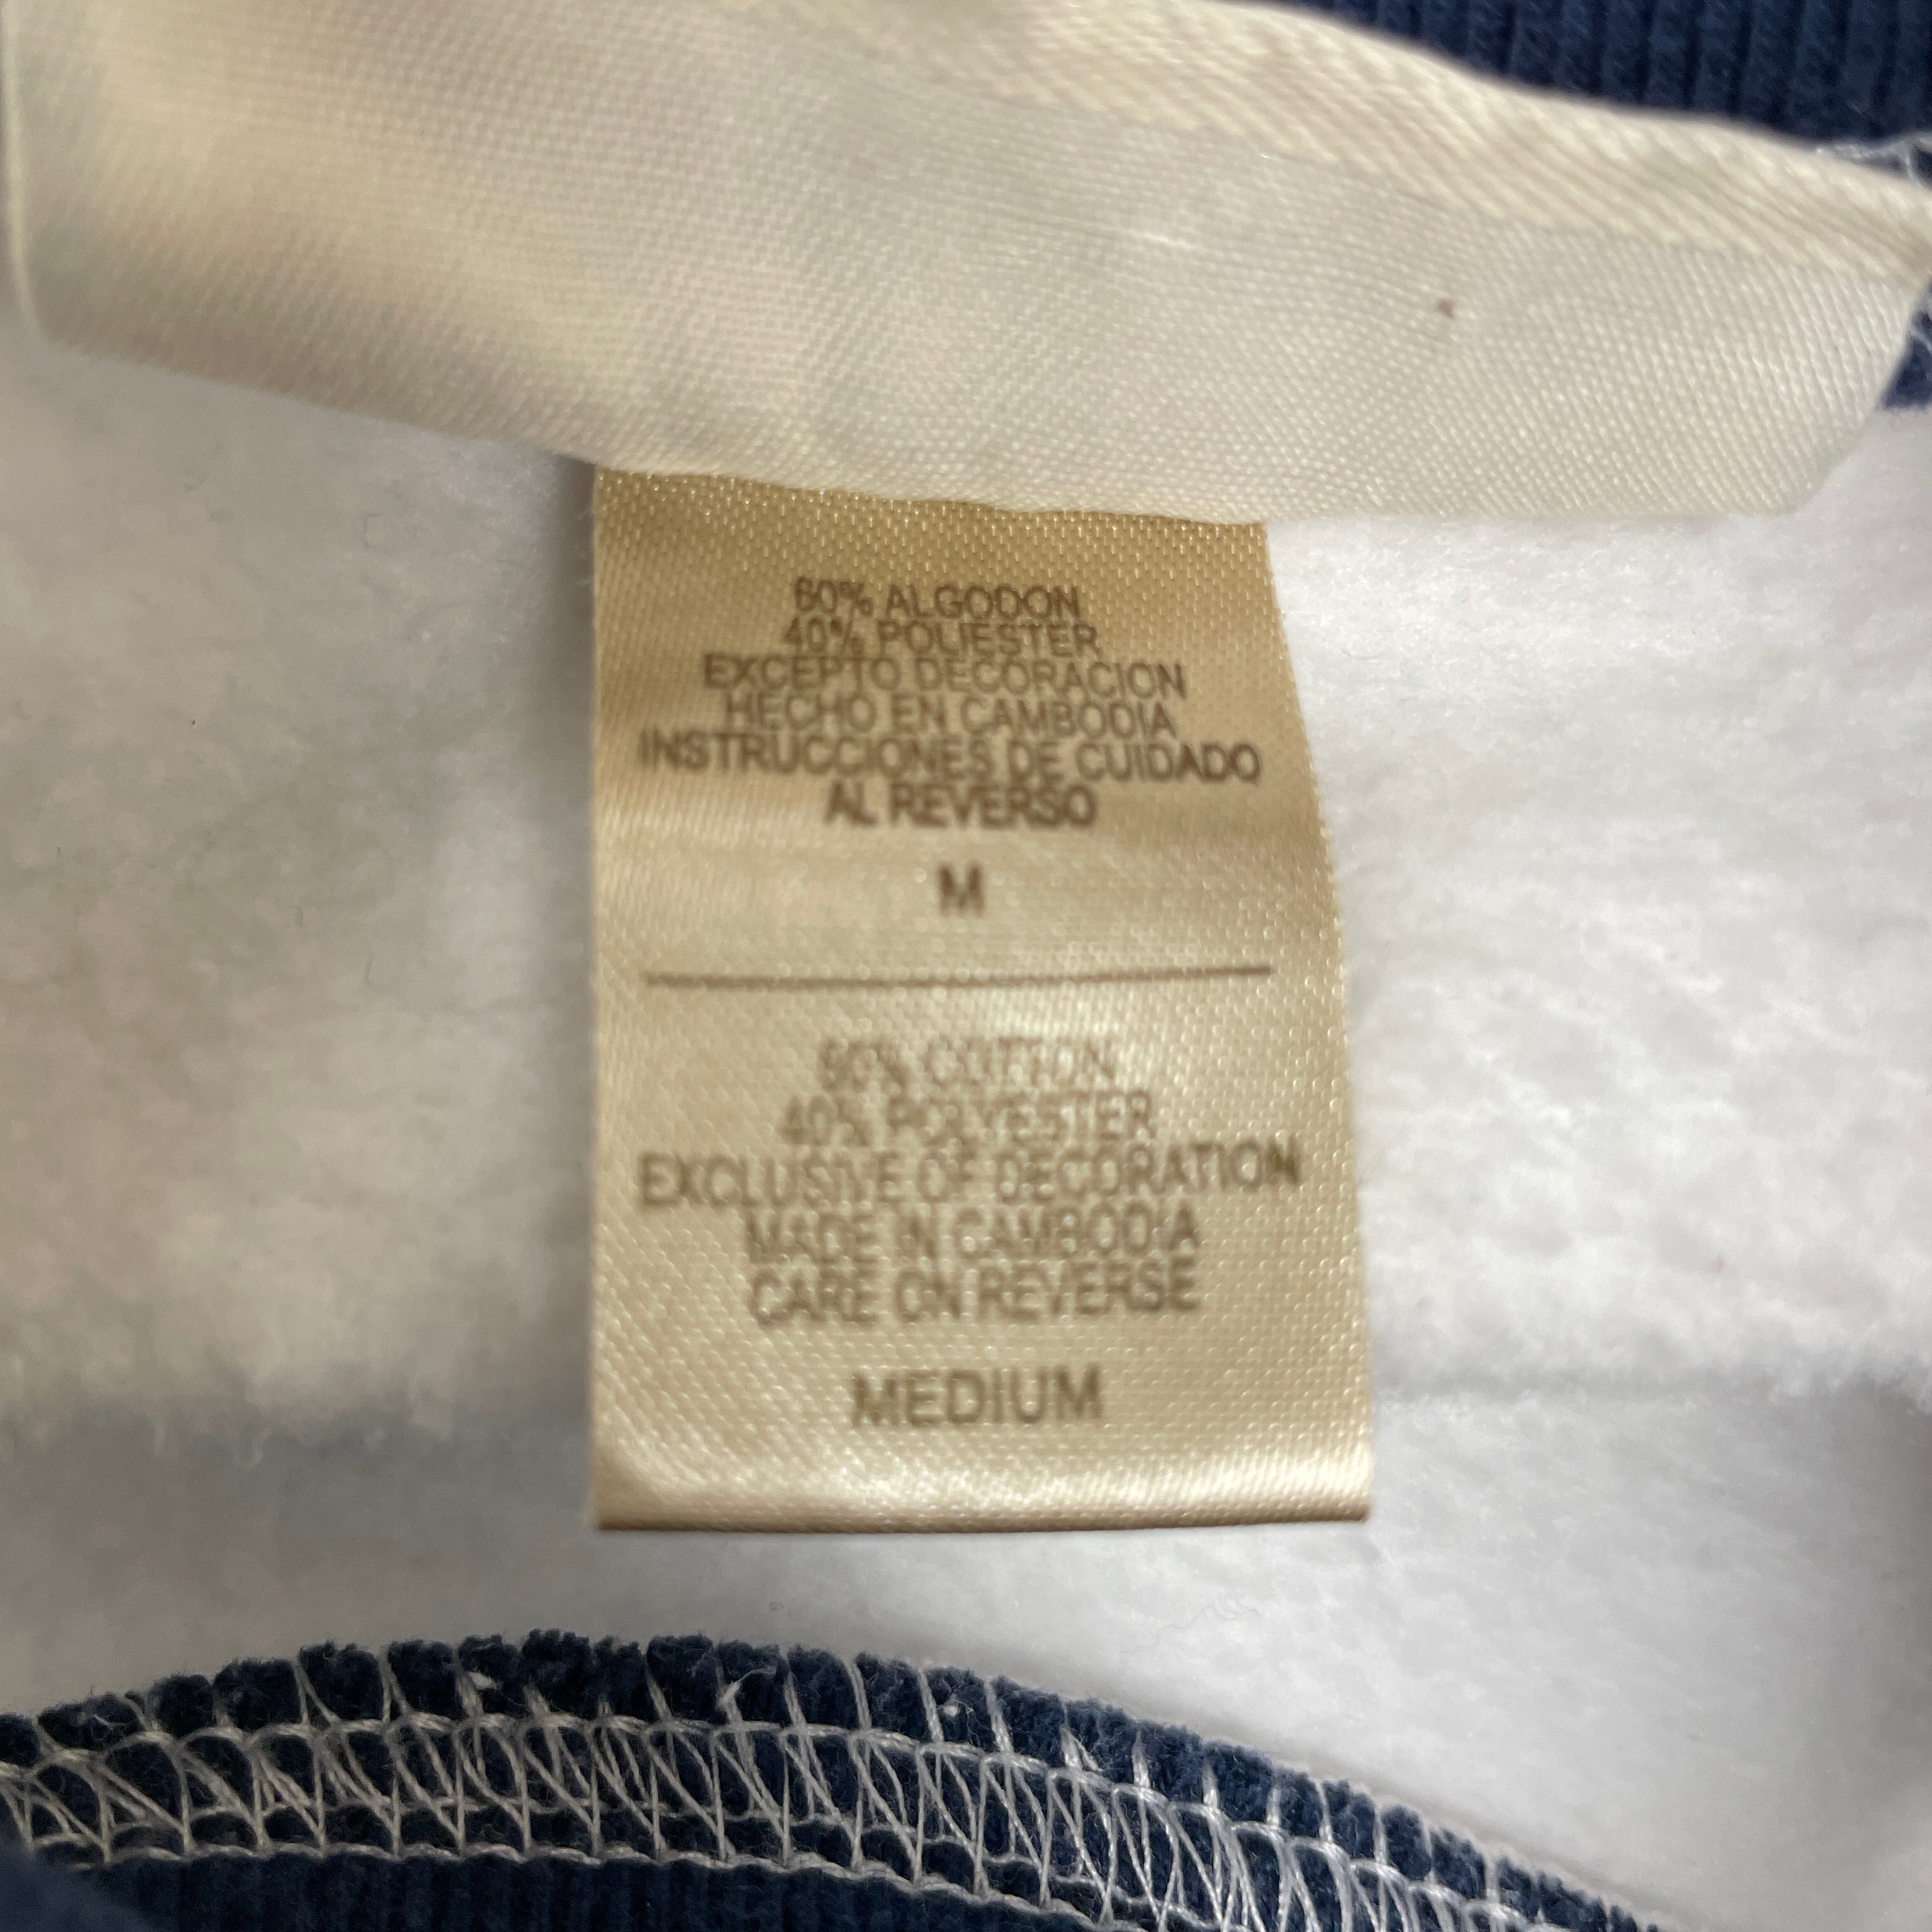 60% ALGODON
40% POLIESTER
EXCEPTO DECORACION
HECHO EN CAMBODIA
INSTRUCCIONES DE CUIDADO
AL REVERSO
M
60% COTTON
40% POLYESTER
EXCLUSIVE OF DECORATION
MADE IN CAMBODIA
CARE ON REVERSE
MEDIUM